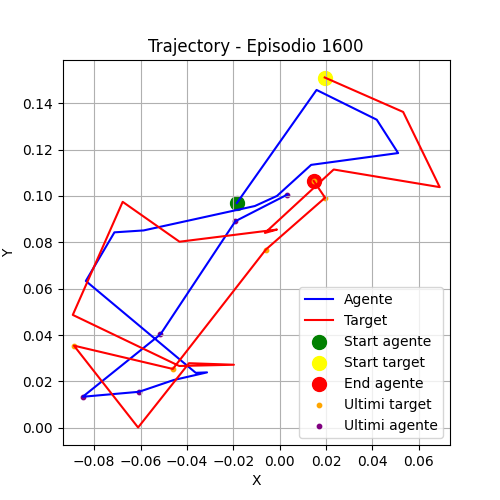 Trajectory - Episodio 1600
Y
0.14
0.12
0.10
0.08
0.06
0.04
0.02
0.00
Agente
Target
Start agente
Start target
End agente
Ultimi target
Ultimi agente
−0.08 −0.06 −0.04 −0.02 0.00 0.02 0.04 0.06
X